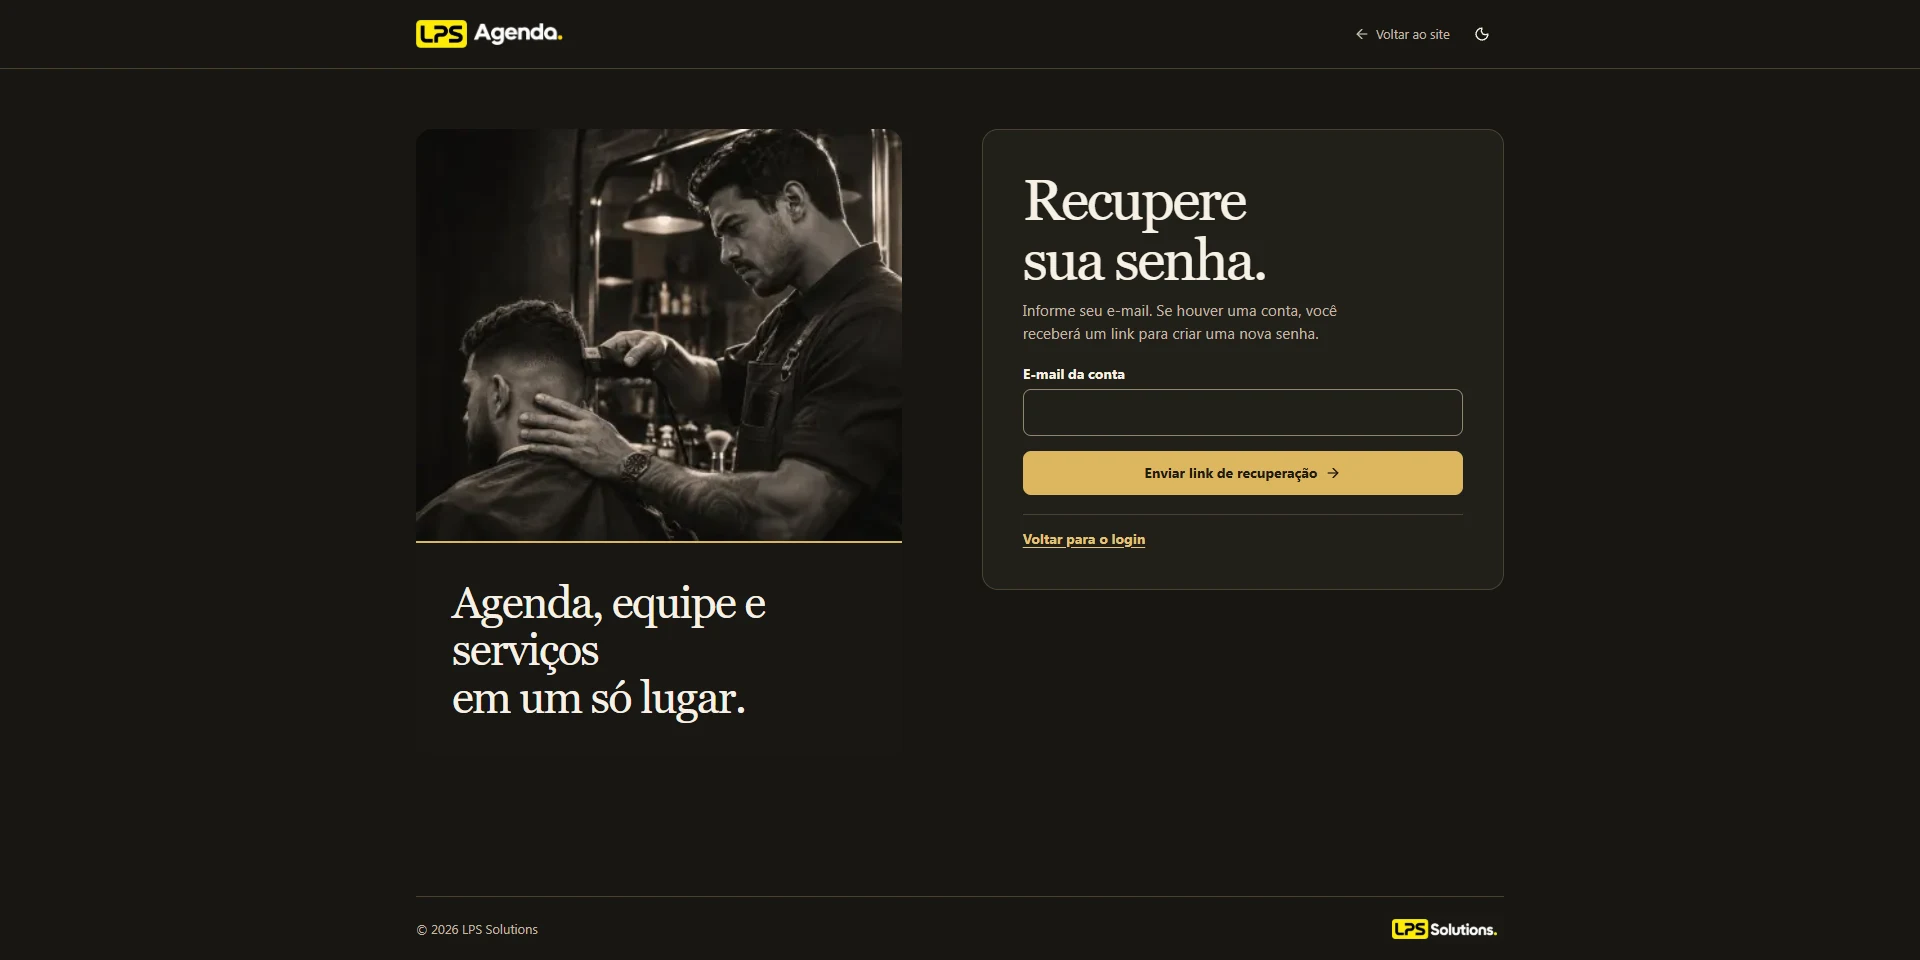 LPS Agenda.
Voltar ao site
Recupere
sua senha.
Informe seu e-mail. Se houver uma conta, você
receberá um link para criar uma nova senha.
E-mail da conta
Enviar link de recuperação
Voltar para o login
Agenda, equipe e
serviços
em um só lugar.
© 2026 LPS Solutions
LPS Solutions.